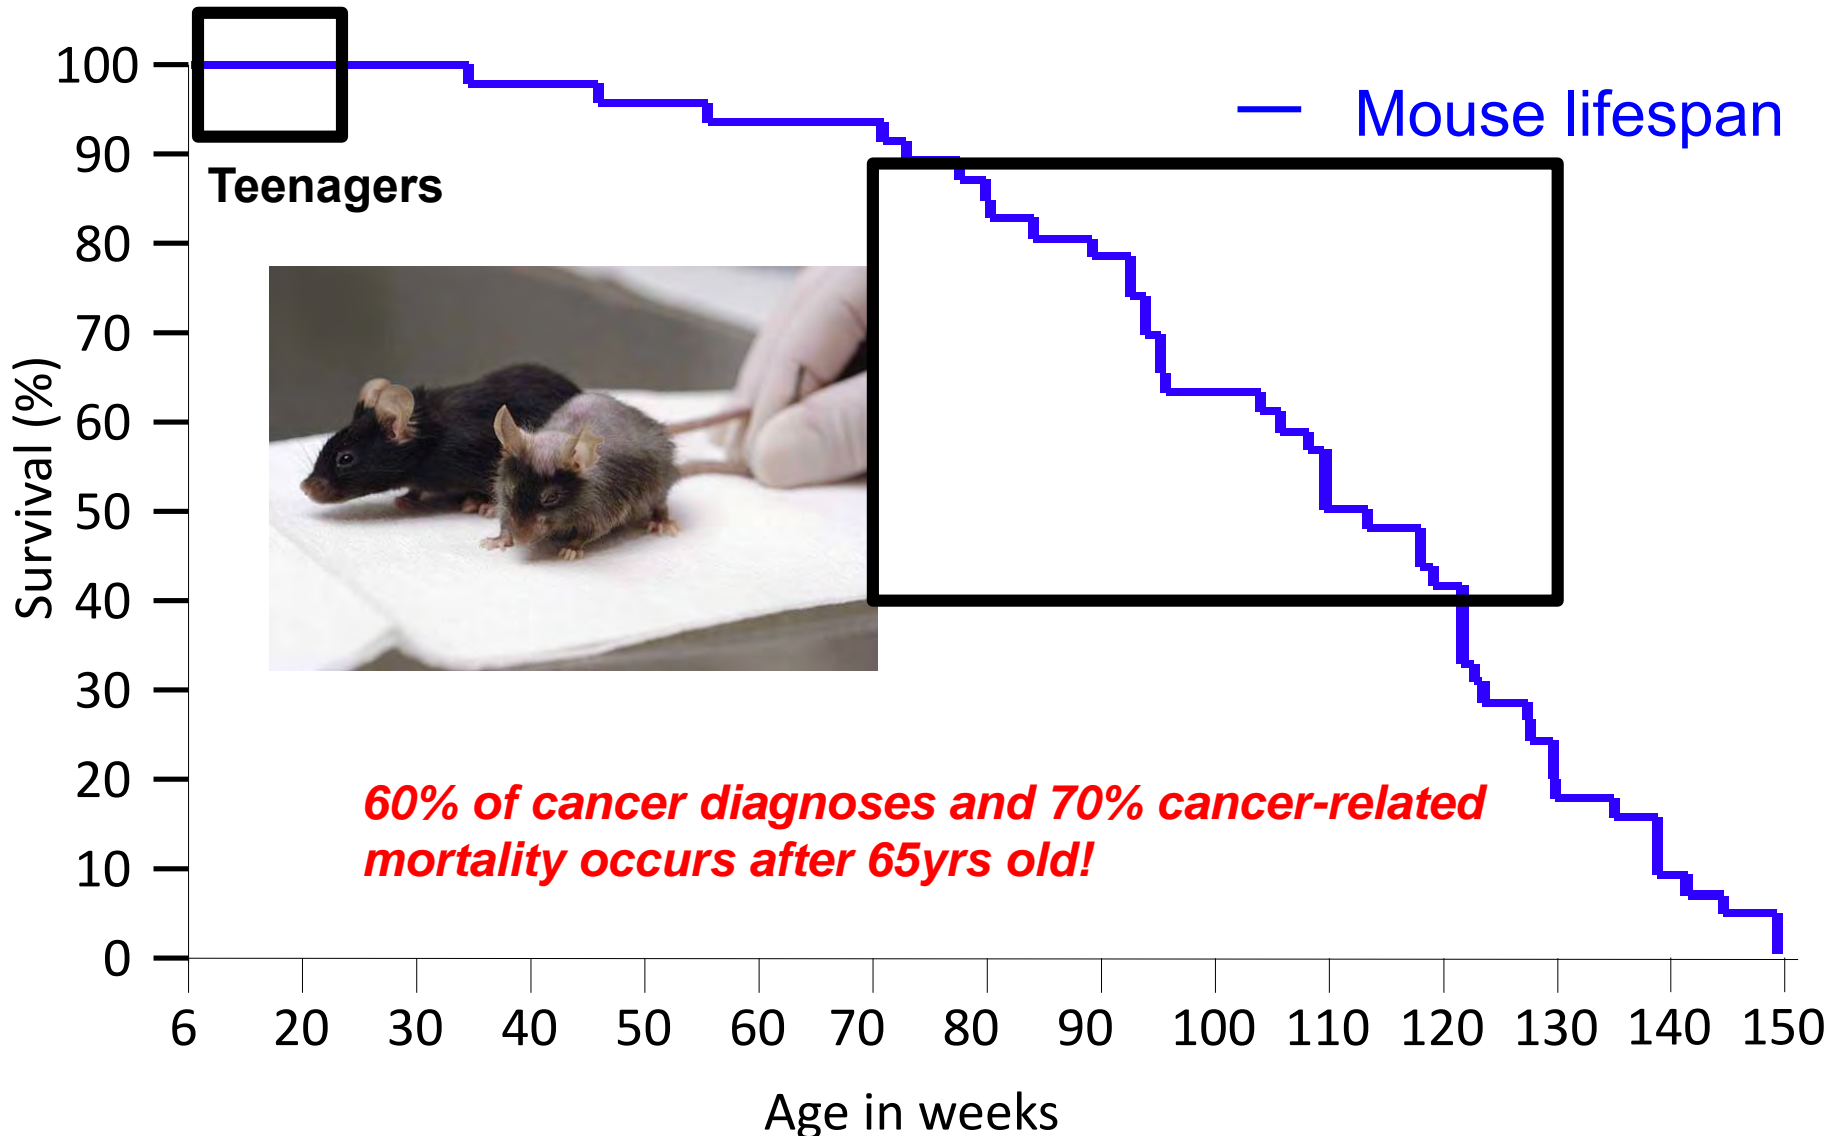 100
90
80
70
60
50
40
30
20
10
0
Survival (%)
Mouse lifespan
Teenagers
60% of cancer diagnoses and 70% cancer-related
mortality occurs after 65yrs old!
6 20 30 40 50 60 70 80 90 100 110 120 130 140 150
Age in weeks